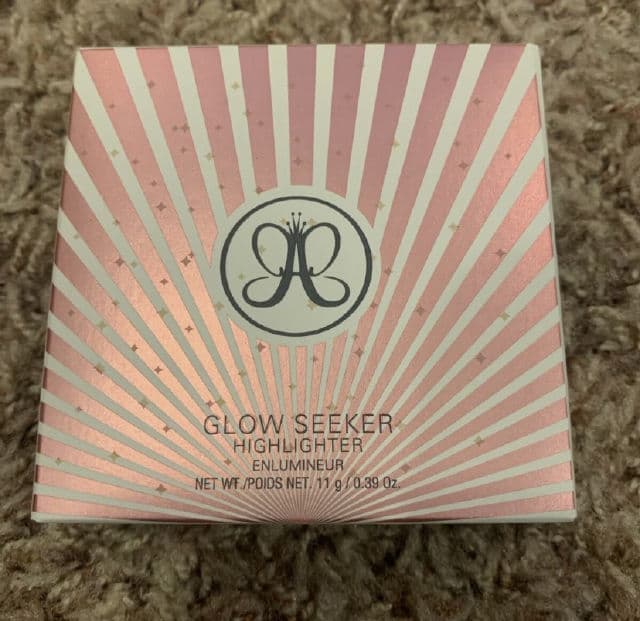 GLOW SEEKER
HIGHLIGHTER
ENLUMINEUR
NET WT./POIDS NET. 11 g / 0.39 Oz.